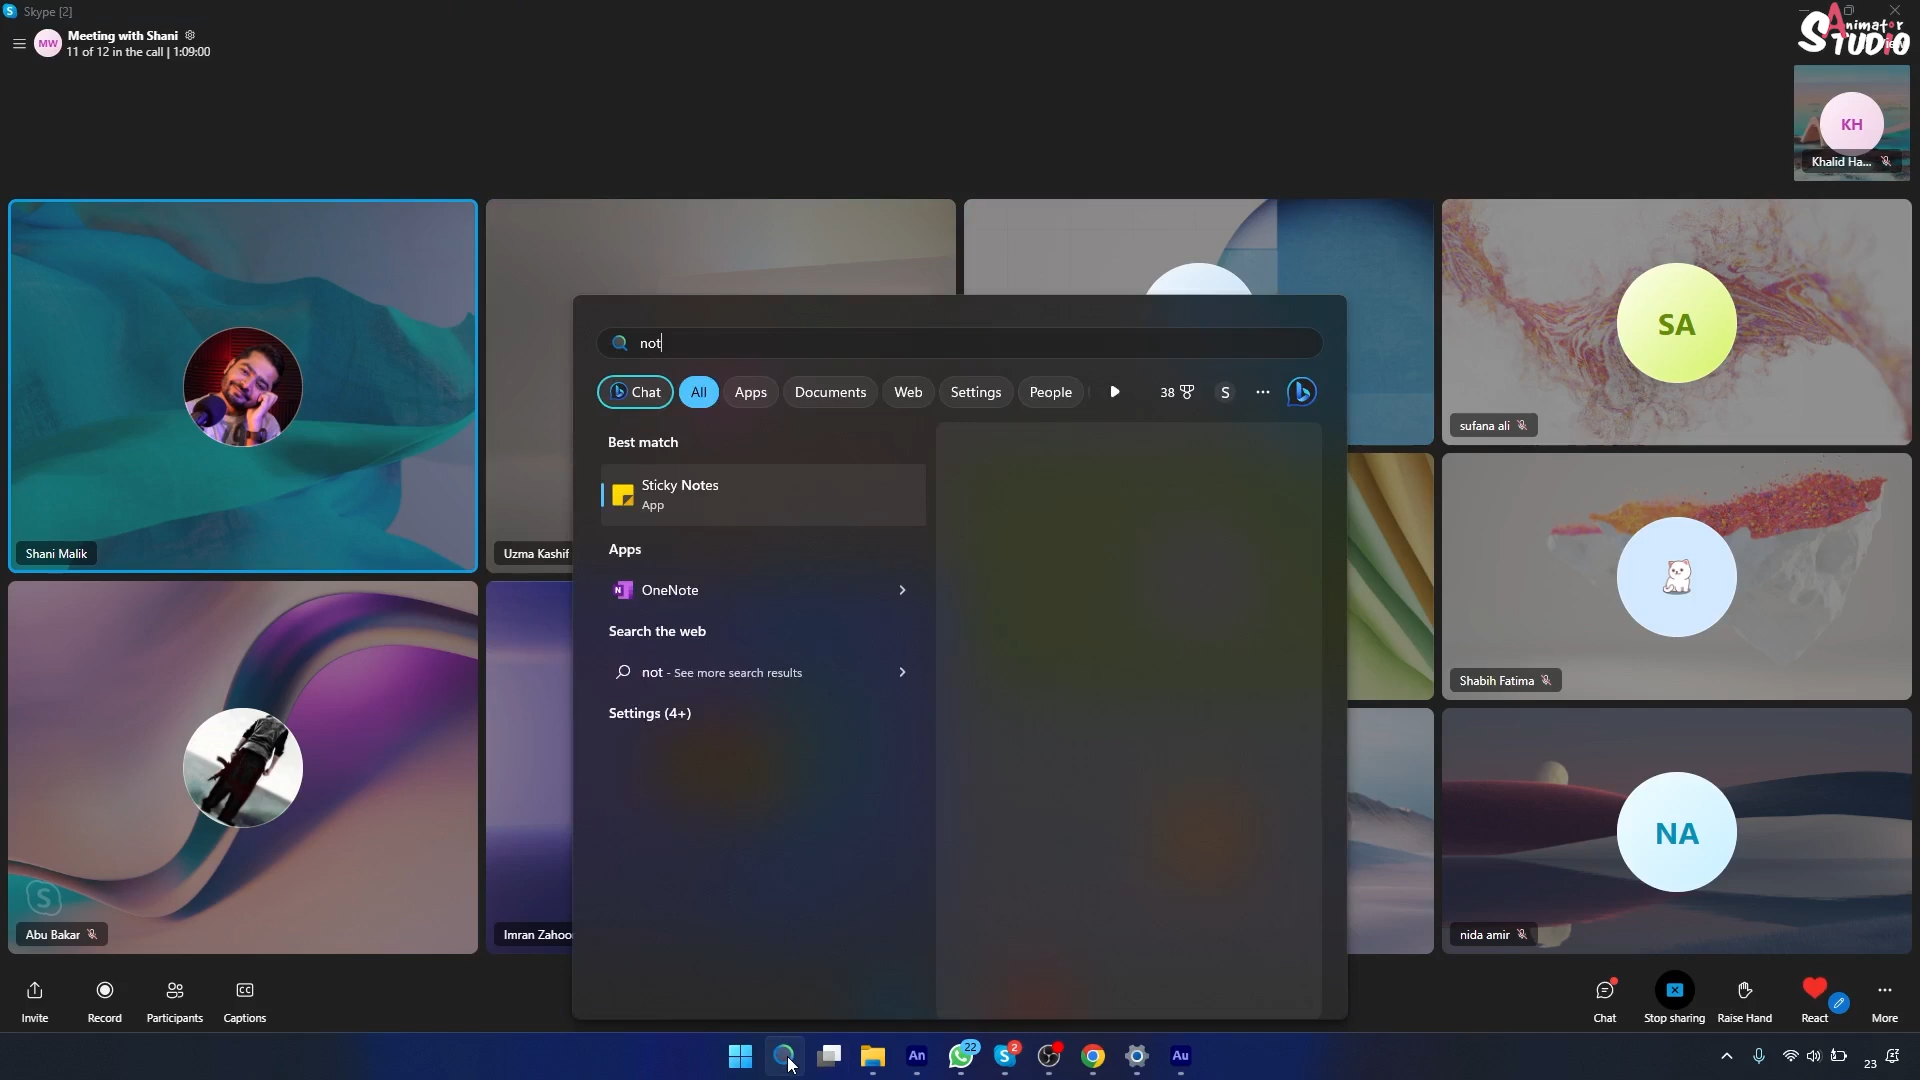 Skype [2]
MW
Meeting with Shani
11 of 12 in the call | 1:09:00
Animator
STUDIO
KH
Khalid Ha...
not
Chat
All
Apps
Documents
Web
Settings
People
38
S
Best match
Sticky Notes
App
Apps
OneNote
Search the web
not - See more search results
Settings (4+)
SA
sufana ali
Shani Malik
Uzma Kashif
Shabih Fatima
Abu Bakar
Imran Zahoo
NA
nida amir
Invite
Record
CC
Participants
Captions
Chat
Stop sharing
Raise Hand
React
More
An
22
2
Au
23